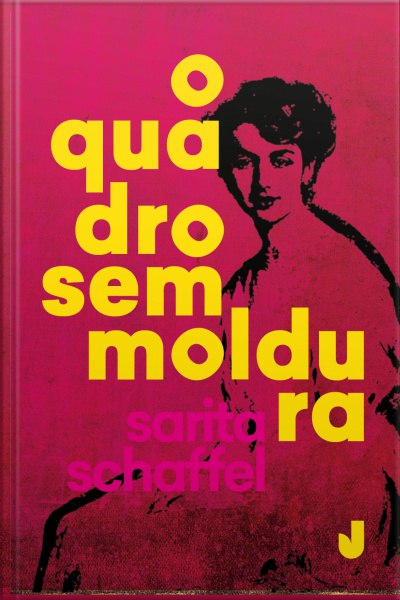 o
qua
dro
sem
moldu
ra
sarita
schaffel
J